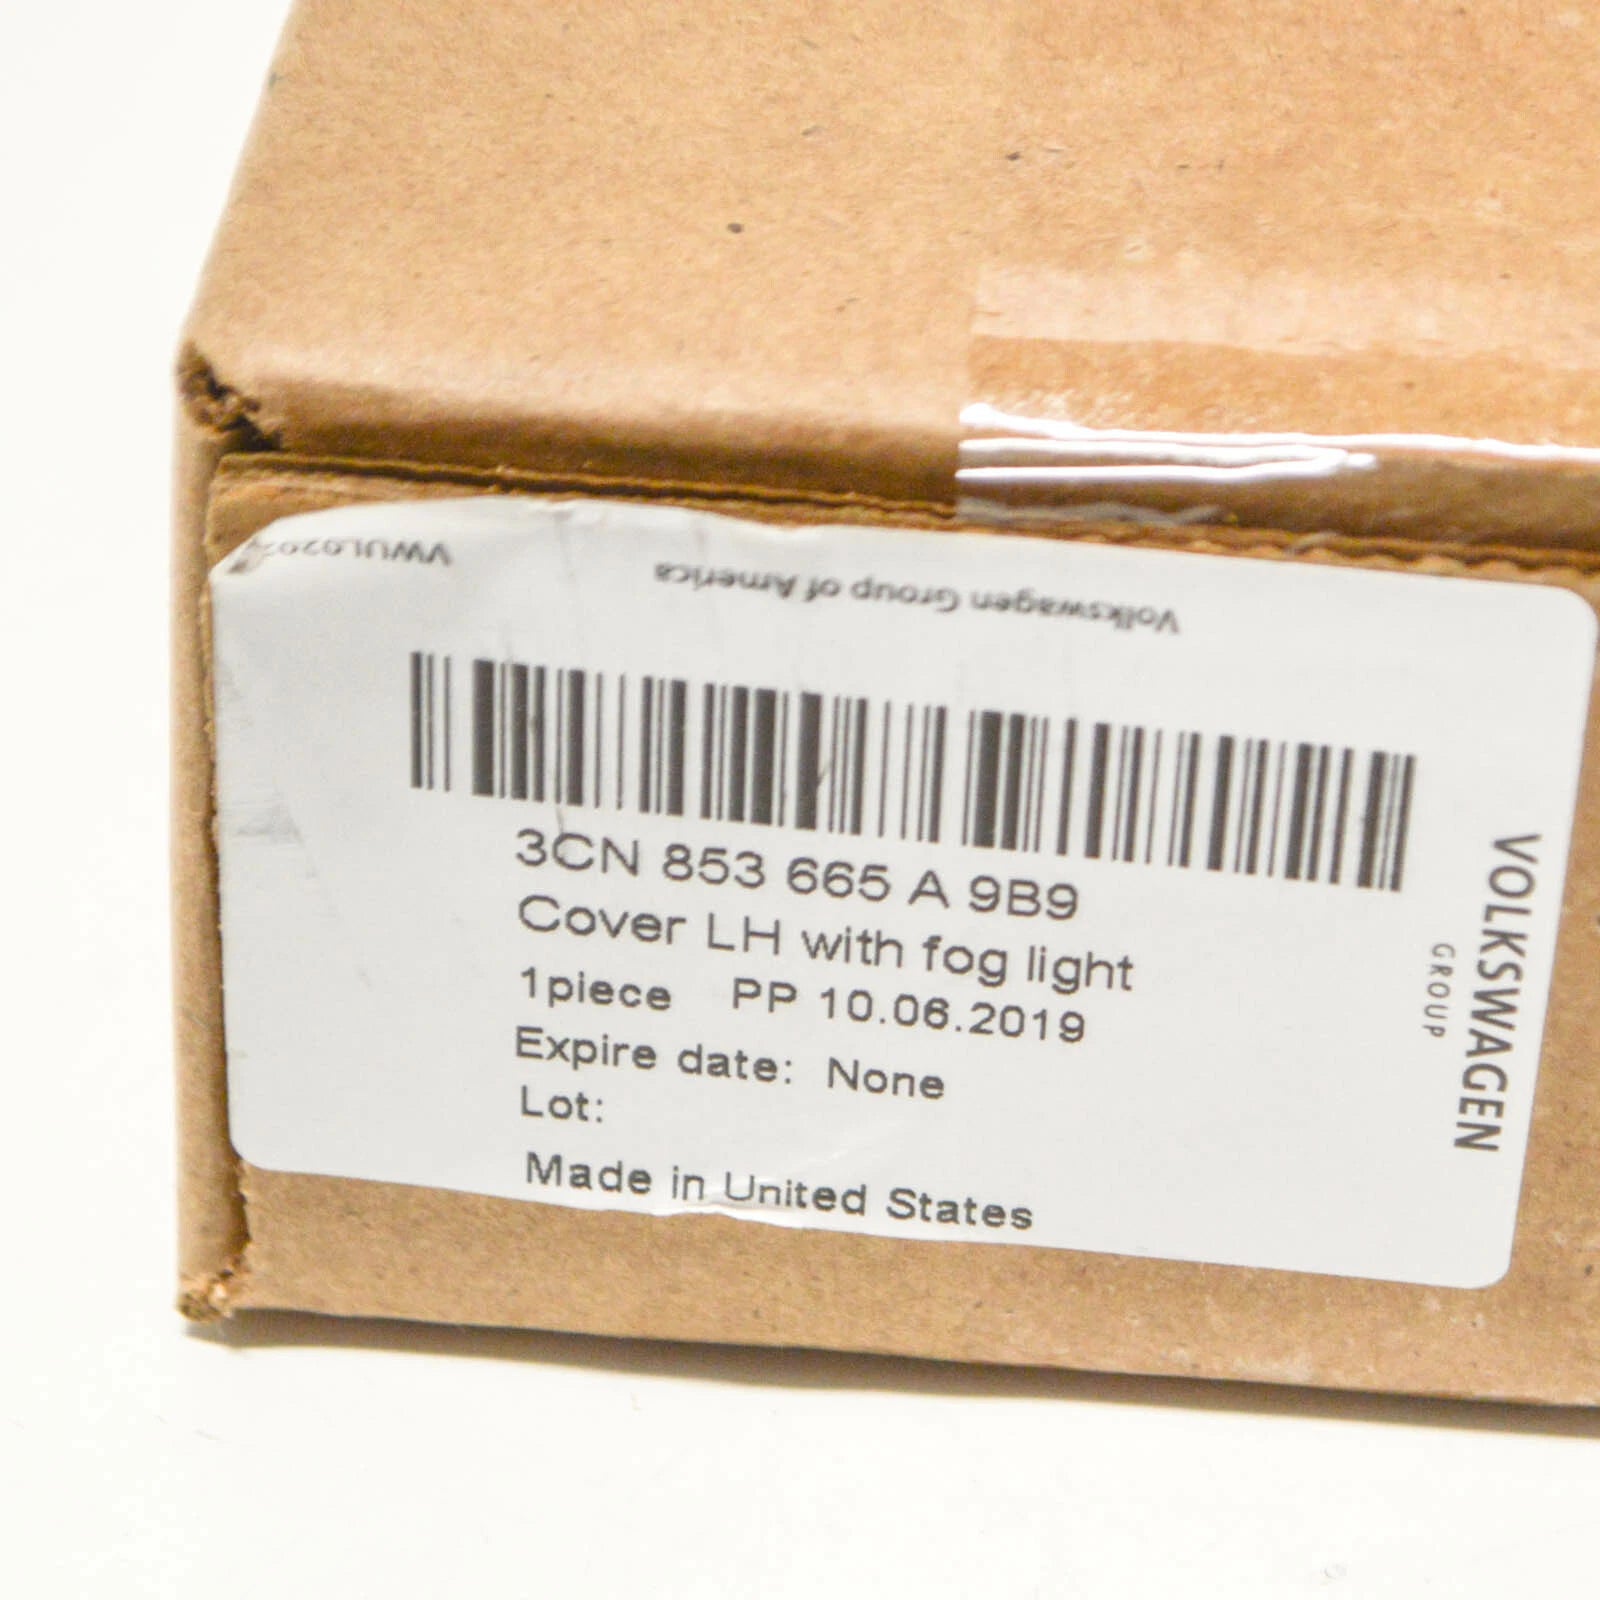 Volkswagen Group of America
3CN 853 665 A 9B9
Cover LH with fog light
1piece PP 10.06.2019
Expire date: None
Lot:
Made in United States
VOLKSWAGEN
GROUP